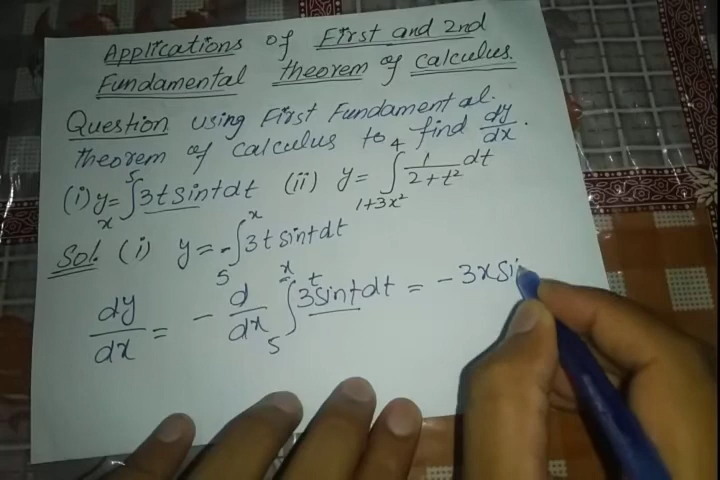 Applications of First and 2nd
Fundamental theorem of Calculus.
Question Using First Fundamental.
theorem of Calculus to find dy/dx.
(i) y= ∫_x^5 3t sint dt (ii) y= ∫_{1+3x²}^4 1/(2+t²) dt
Sol. (i) y= -∫_5^x 3t sint dt
dy/dx = - d/dx ∫_5^x 3t sint dt = - 3x si